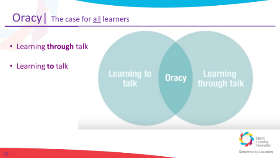 Oracy| The case for all learners
• Learning through talk
• Learning to talk
Learning to talk
Oracy
Learning through talk